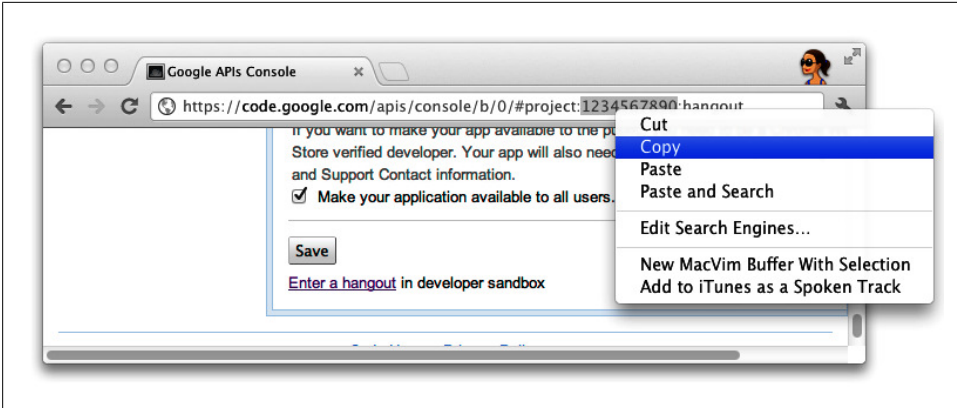 Google APIs Console
https://code.google.com/apis/console/b/0/#project:1234567890:hangout
If you want to make your app available to the
Store verified developer. Your app will also need
and Support Contact information.
Make your application available to all users.
Save
Enter a hangout in developer sandbox
Cut
Copy
Paste
Paste and Search
Edit Search Engines...
New MacVim Buffer With Selection
Add to iTunes as a Spoken Track